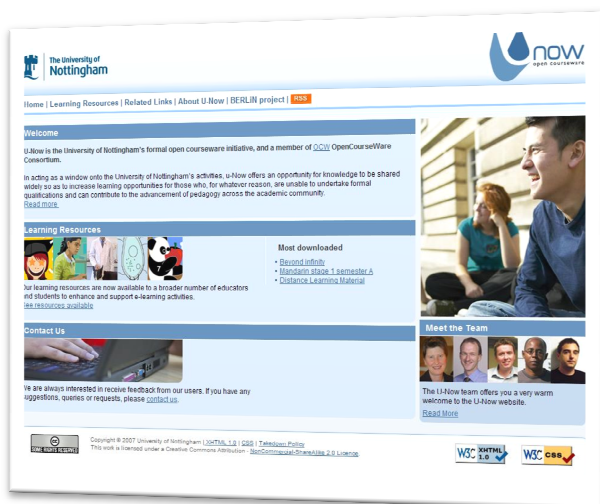 The University of
Nottingham
now
open courseware
Home | Learning Resources | Related Links | About U-Now | BERLiN project | RSS
Welcome
U-Now is the University of Nottingham's formal open courseware initiative, and a member of OCW OpenCourseWare
Consortium.
In acting as a window onto the University of Nottingham's activities, u-Now offers an opportunity for knowledge to be shared
widely so as to increase learning opportunities for those who, for whatever reason, are unable to undertake formal
qualifications and can contribute to the advancement of pedagogy across the academic community.
Read more
Learning Resources
Our learning resources are now available to a broader number of educators
and students to enhance and support e-learning activities.
See resources available
Most downloaded
• Beyond infinity
• Mandarin stage 1 semester A
• Distance Learning Material
Contact Us
We are always interested in receive feedback from our users. If you have any
suggestions, queries or requests, please contact us.
Meet the Team
The U-Now team offers you a very warm
welcome to the U-Now website.
Read More
cc
SOME RIGHTS RESERVED
Copyright © 2007 University of Nottingham | XHTML 1.0 | CSS | Takedown Policy
This work is licensed under a Creative Commons Attribution - NonCommercial-ShareAlike 2.0 Licence.
W3C XHTML 1.0
W3C CSS